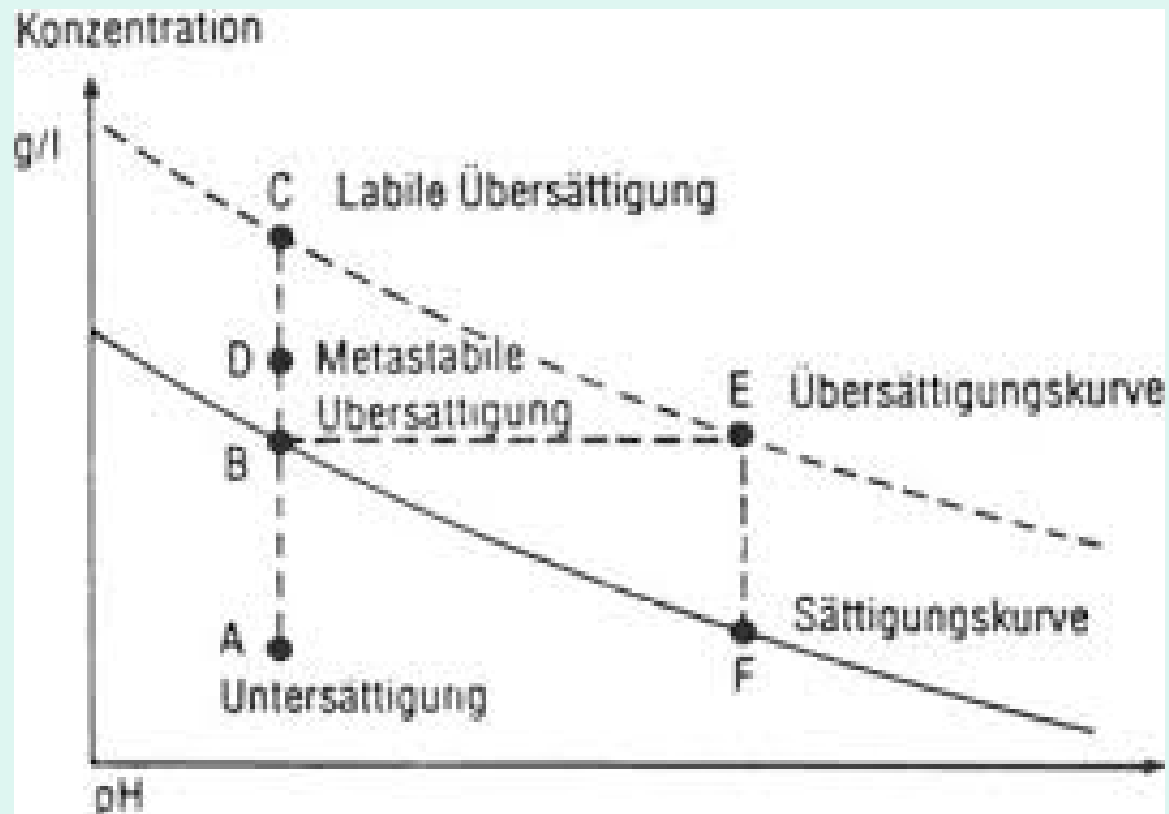 Konzentration
g/l
C Labile Übersättigung
D Metastabile
Übersättigung
B
E Übersättigungskurve
A
Untersättigung
Sättigungskurve
F
pH